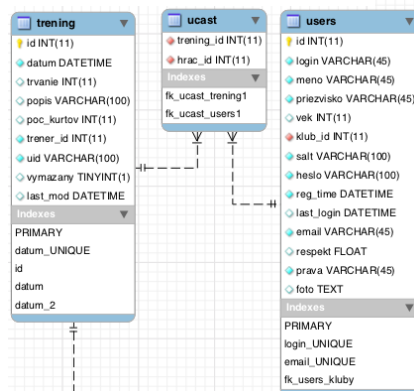 trening
id INT(11)
datum DATETIME
trvanie INT(11)
popis VARCHAR(100)
poc_kurtov INT(11)
trener_id INT(11)
uid VARCHAR(100)
vymazany TINYINT(1)
last_mod DATETIME
Indexes
PRIMARY
datum_UNIQUE
id
datum
datum_2
ucast
trening_id INT(11)
hrac_id INT(11)
Indexes
fk_ucast_trening1
fk_ucast_users1
users
id INT(11)
login VARCHAR(45)
meno VARCHAR(45)
priezvisko VARCHAR(45)
vek INT(11)
klub_id INT(11)
salt VARCHAR(100)
heslo VARCHAR(100)
reg_time DATETIME
last_login DATETIME
email VARCHAR(45)
respekt FLOAT
prava VARCHAR(45)
foto TEXT
Indexes
PRIMARY
login_UNIQUE
email_UNIQUE
fk_users_kluby